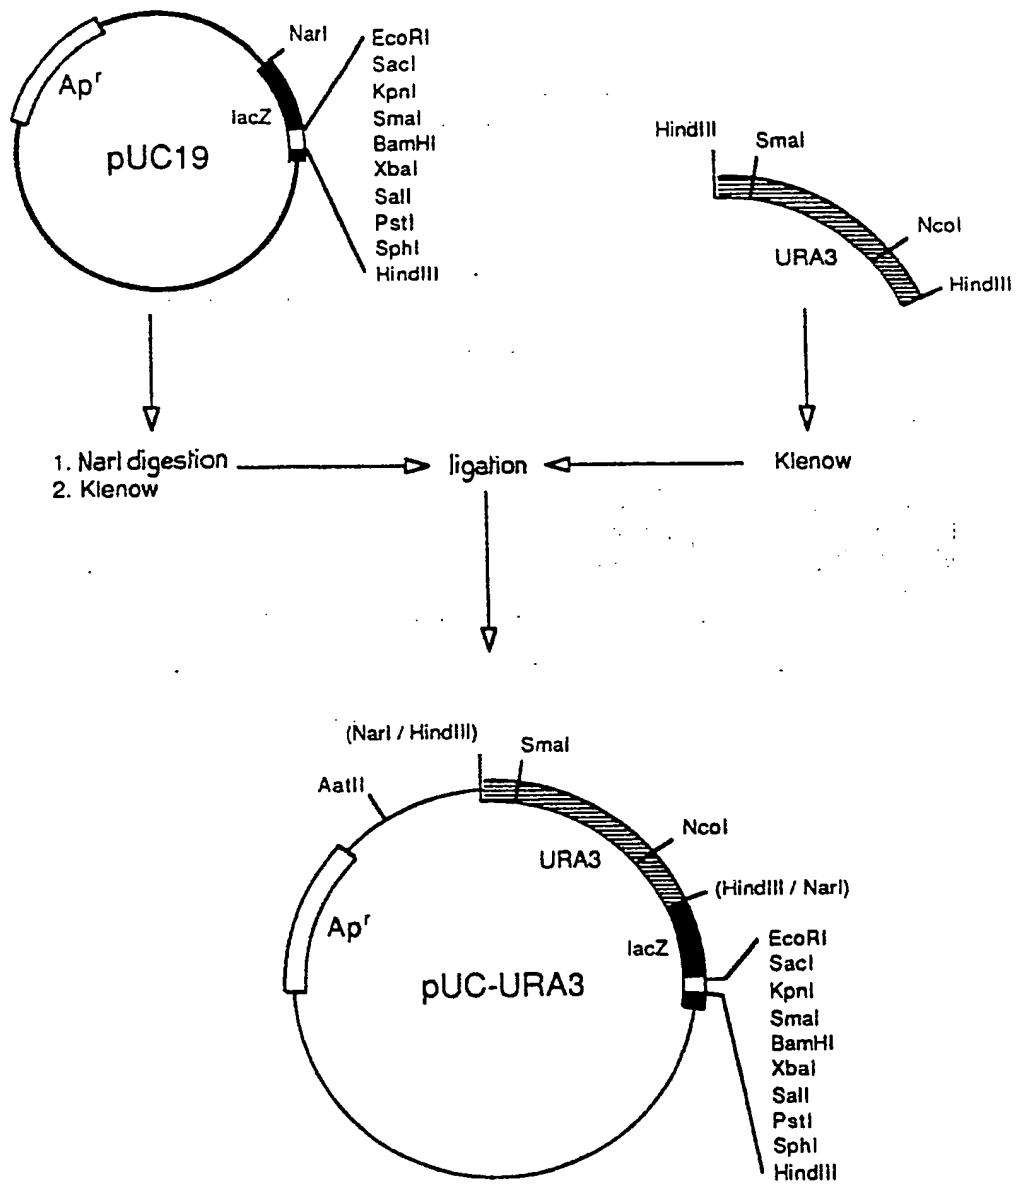 NarI
EcoRI
SacI
KpnI
SmaI
BamHI
XbaI
SalI
PstI
SphI
HindIII
Ap^r
lacZ
pUC19
HindIII
SmaI
NcoI
URA3
HindIII
1. NarI digestion
2. Klenow
ligation
Klenow
(NarI / HindIII)
SmaI
AatII
NcoI
URA3
(HindIII / NarI)
Ap^r
lacZ
pUC-URA3
EcoRI
SacI
KpnI
SmaI
BamHI
XbaI
SalI
PstI
SphI
HindIII